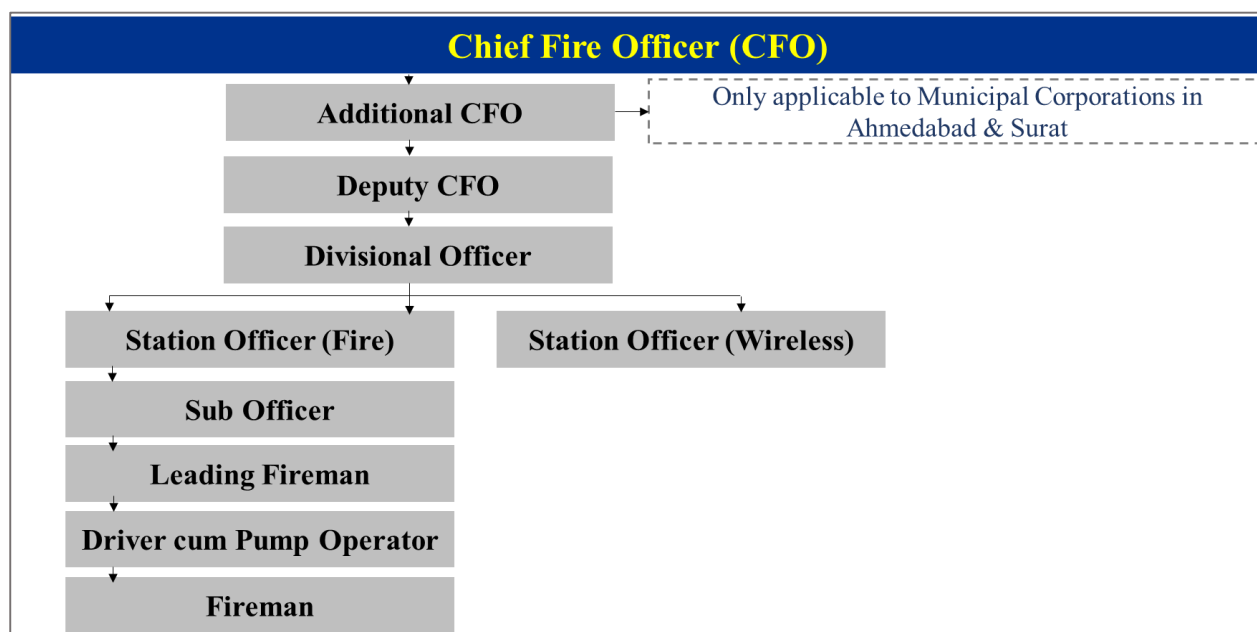 Chief Fire Officer (CFO)
Additional CFO
Only applicable to Municipal Corporations in
Ahmedabad & Surat
Deputy CFO
Divisional Officer
Station Officer (Fire)
Station Officer (Wireless)
Sub Officer
Leading Fireman
Driver cum Pump Operator
Fireman